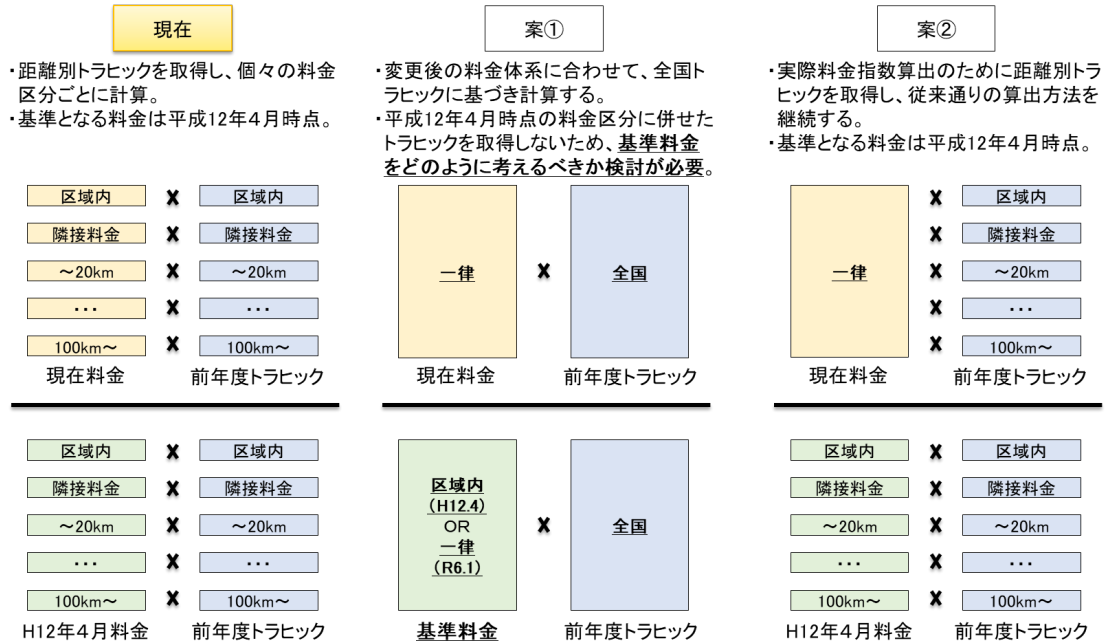 現在
・距離別トラヒックを取得し、個々の料金
区分ごとに計算。
・基準となる料金は平成12年4月時点。
区域内 × 区域内
隣接料金 × 隣接料金
～20km × ～20km
・・・ × ・・・
100km～ × 100km～
現在料金 前年度トラヒック
区域内 × 区域内
隣接料金 × 隣接料金
～20km × ～20km
・・・ × ・・・
100km～ × 100km～
H12年4月料金 前年度トラヒック
案①
・変更後の料金体系に合わせて、全国ト
ラヒックに基づき計算する。
・平成12年4月時点の料金区分に併せた
トラヒックを取得しないため、基準料金
をどのように考えるべきか検討が必要。
一律 × 全国
現在料金 前年度トラヒック
区域内
(H12.4)
OR
一律
(R6.1)
× 全国
基準料金 前年度トラヒック
案②
・実際料金指数算出のために距離別トラ
ヒックを取得し、従来通りの算出方法を
継続する。
・基準となる料金は平成12年4月時点。
× 区域内
× 隣接料金
一律 × ～20km
× ・・・
× 100km～
現在料金 前年度トラヒック
区域内 × 区域内
隣接料金 × 隣接料金
～20km × ～20km
・・・ × ・・・
100km～ × 100km～
H12年4月料金 前年度トラヒック